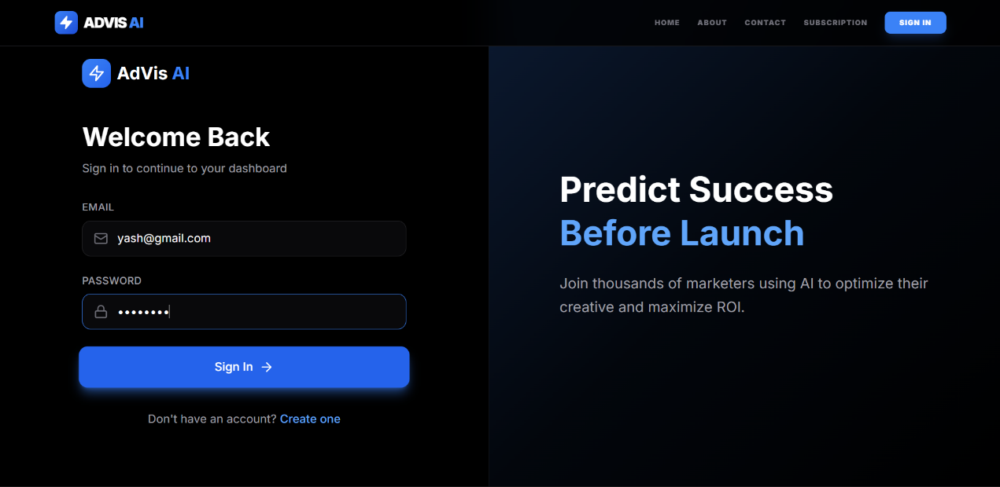 ADVIS AI
HOME ABOUT CONTACT SUBSCRIPTION SIGN IN
AdVis AI
Welcome Back
Sign in to continue to your dashboard
EMAIL
yash@gmail.com
PASSWORD
••••••••
Sign In →
Don't have an account? Create one
Predict Success
Before Launch
Join thousands of marketers using AI to optimize their
creative and maximize ROI.